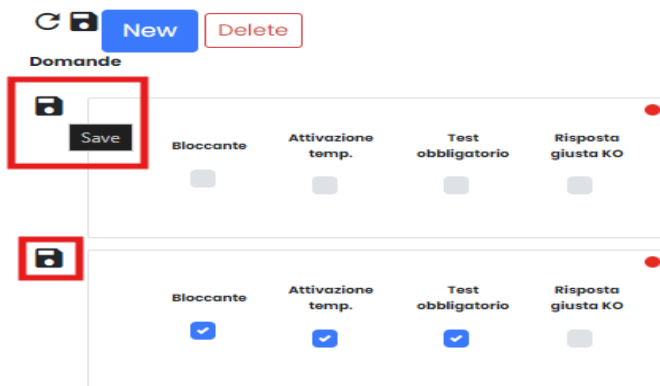 New Delete
Domande
Save
Bloccante
Attivazione
temp.
Test
obbligatorio
Risposta
giusta KO
Bloccante
Attivazione
temp.
Test
obbligatorio
Risposta
giusta KO